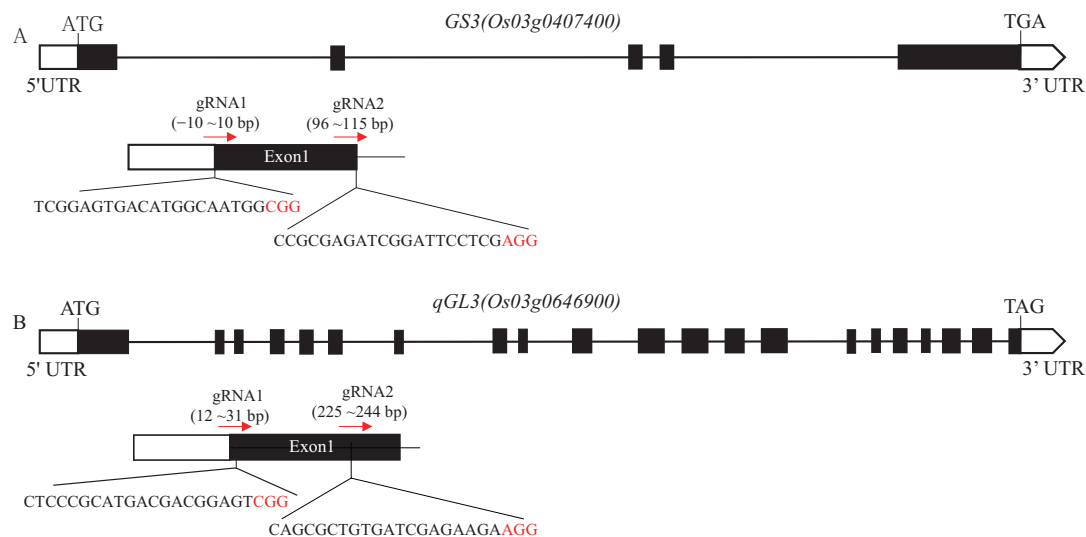 A
ATG
GS3(Os03g0407400)
TGA
5'UTR
3’ UTR
gRNA1
(−10 ~10 bp)
gRNA2
(96 ~115 bp)
Exon1
TCGGAGTGACATGGCAATGGCGG
CCGCGAGATCGGATTCCTCGAGG
B
ATG
qGL3(Os03g0646900)
TAG
5' UTR
3’ UTR
gRNA1
(12 ~31 bp)
gRNA2
(225 ~244 bp)
Exon1
CTCCCGCATGACGACGGAGTCGG
CAGCGCTGTGATCGAGAAGAAGG